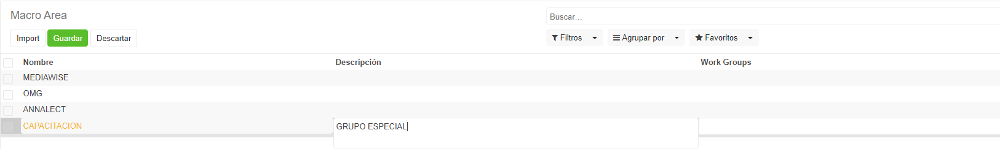 Macro Area
Buscar...
Import Guardar Descartar
Filtros Agrupar por Favoritos
Nombre Descripción Work Groups
MEDIAWISE
OMG
ANNALECT
CAPACITACION GRUPO ESPECIAL